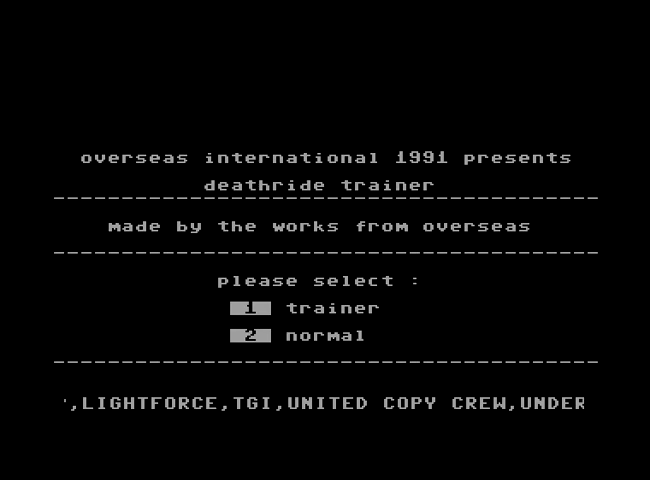 overseas international 1991 presents
deathride trainer
made by the works from overseas
please select :
1 trainer
2 normal
,LIGHTFORCE,TGI,UNITED COPY CREW,UNDER